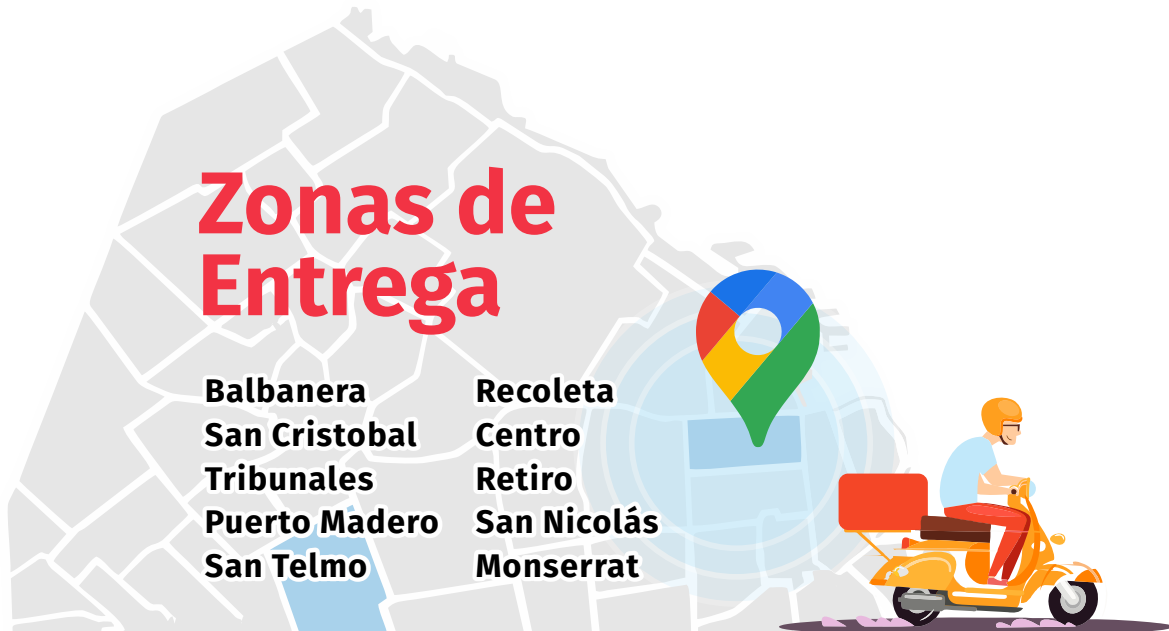 Zonas de
Entrega
Balbanera
San Cristobal
Tribunales
Puerto Madero
San Telmo
Recoleta
Centro
Retiro
San Nicolás
Monserrat